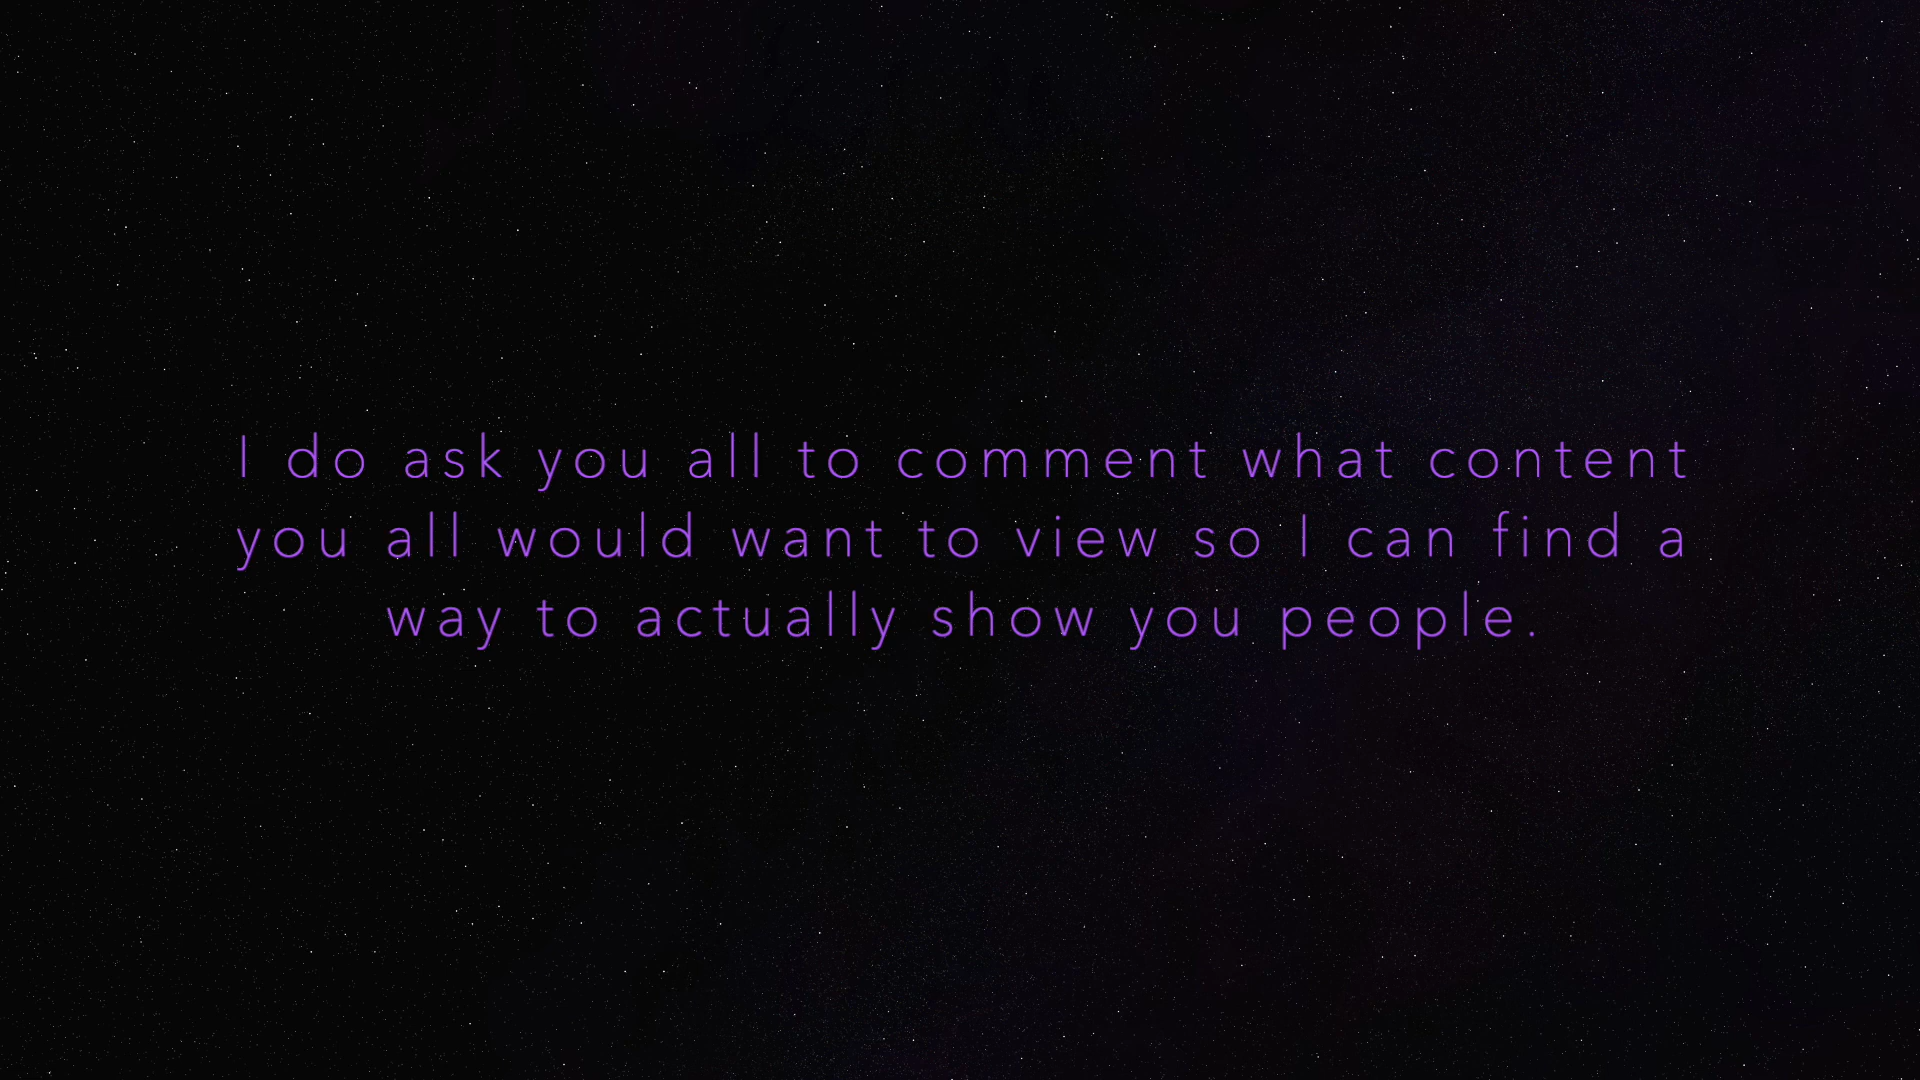 I do ask you all to comment what content
you all would want to view so I can find a
way to actually show you people.